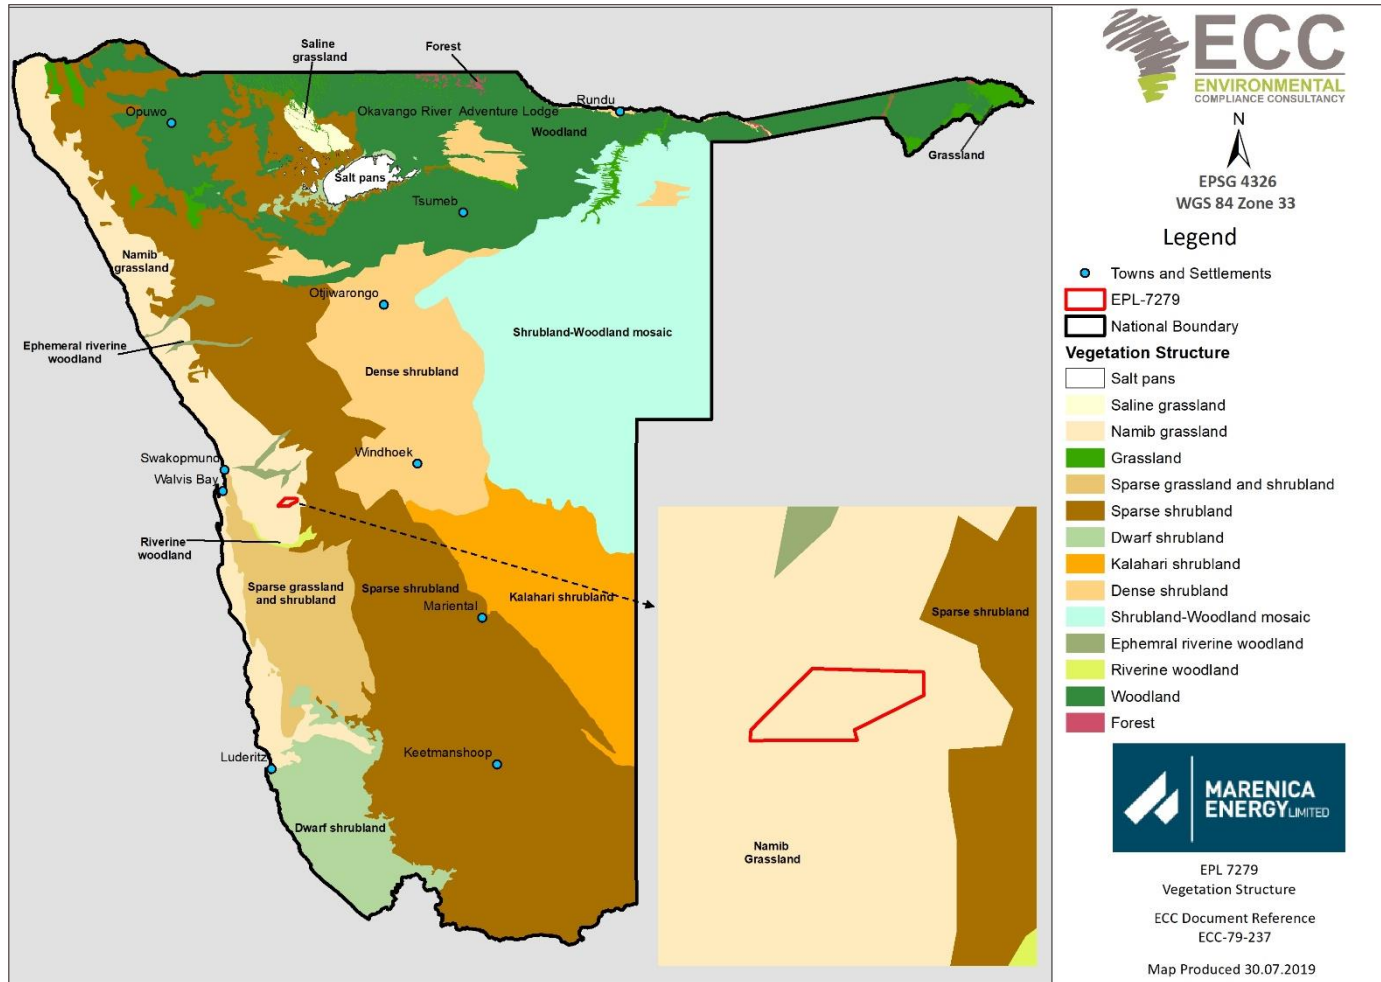 Saline
grassland
Forest
Opuwo
Okavango River Adventure Lodge
Rundu
Woodland
Grassland
Salt pans
Tsumeb
Namib
grassland
Otjiwarongo
Shrubland-Woodland mosaic
Ephemeral riverine
woodland
Dense shrubland
Swakopmund
Windhoek
Walvis Bay
Riverine
woodland
Sparse grassland
and shrubland
Sparse shrubland
Kalahari shrubland
Mariental
Luderitz
Keetmanshoop
Dwarf shrubland
Sparse shrubland
Namib
Grassland
ECC
ENVIRONMENTAL
COMPLIANCE CONSULTANCY
N
EPSG 4326
WGS 84 Zone 33
Legend
Towns and Settlements
EPL-7279
National Boundary
Vegetation Structure
Salt pans
Saline grassland
Namib grassland
Grassland
Sparse grassland and shrubland
Sparse shrubland
Dwarf shrubland
Kalahari shrubland
Dense shrubland
Shrubland-Woodland mosaic
Ephemral riverine woodland
Riverine woodland
Woodland
Forest
MARENICA
ENERGY LIMITED
EPL 7279
Vegetation Structure
ECC Document Reference
ECC-79-237
Map Produced 30.07.2019